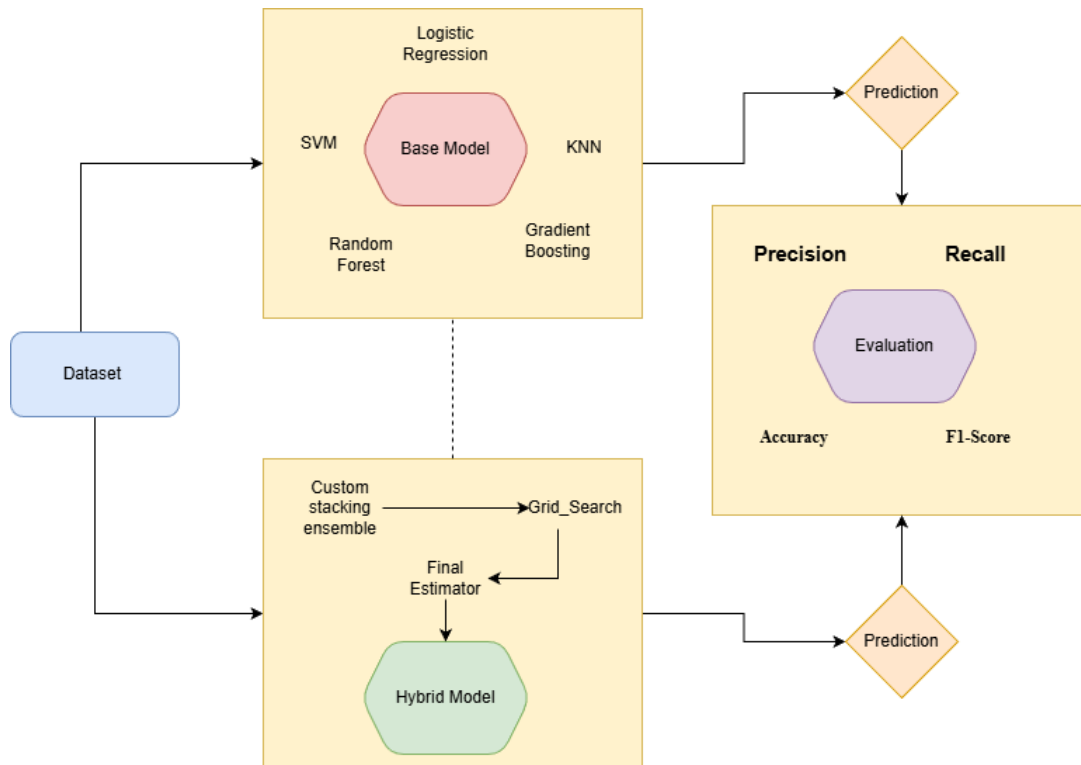 Logistic
Regression
SVM
Base Model
KNN
Random
Forest
Gradient
Boosting
Prediction
Precision
Recall
Evaluation
Accuracy
F1-Score
Dataset
Custom
stacking
ensemble
Grid_Search
Final
Estimator
Hybrid Model
Prediction